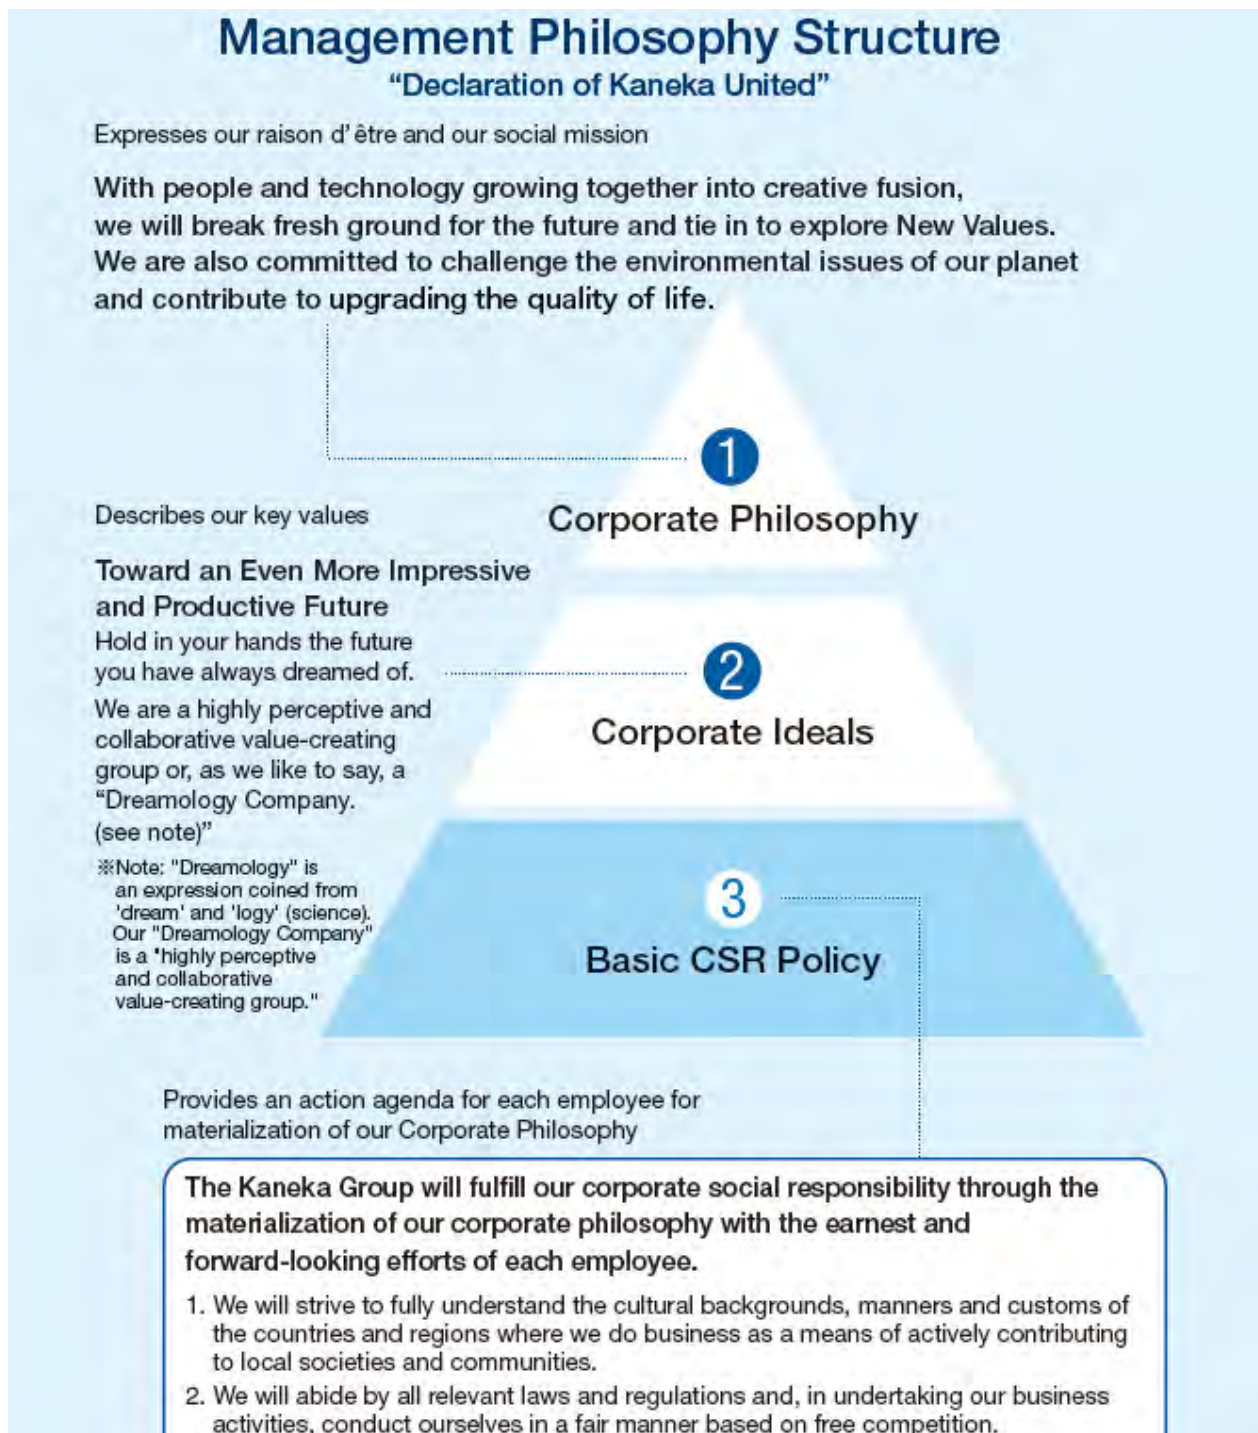 Management Philosophy Structure
“Declaration of Kaneka United”
Expresses our raison d’ être and our social mission
With people and technology growing together into creative fusion,
we will break fresh ground for the future and tie in to explore New Values.
We are also committed to challenge the environmental issues of our planet
and contribute to upgrading the quality of life.
1
Corporate Philosophy
Describes our key values
Toward an Even More Impressive
and Productive Future
Hold in your hands the future
you have always dreamed of.
We are a highly perceptive and
collaborative value-creating
group or, as we like to say, a
“Dreamology Company.
(see note)”
※Note: "Dreamology" is
an expression coined from
'dream' and 'logy' (science).
Our "Dreamology Company"
is a "highly perceptive
and collaborative
value-creating group."
2
Corporate Ideals
3
Basic CSR Policy
Provides an action agenda for each employee for
materialization of our Corporate Philosophy
The Kaneka Group will fulfill our corporate social responsibility through the
materialization of our corporate philosophy with the earnest and
forward-looking efforts of each employee.
1. We will strive to fully understand the cultural backgrounds, manners and customs of
the countries and regions where we do business as a means of actively contributing
to local societies and communities.
2. We will abide by all relevant laws and regulations and, in undertaking our business
activities, conduct ourselves in a fair manner based on free competition.